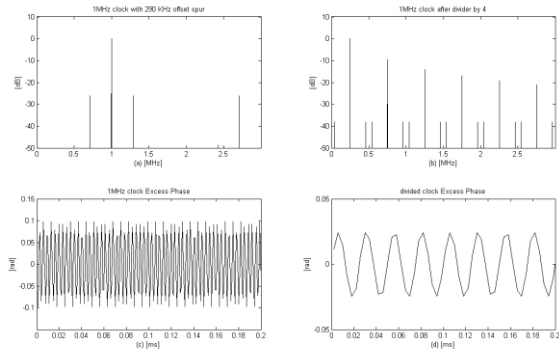 1MHz clock with 290 kHz offset spur
10
0
-10
-20
-30
-40
-50
[dB]
0 0.5 1 1.5 2 2.5
(a) [MHz]
1MHz clock after divider by 4
10
0
-10
-20
-30
-40
-50
[dB]
0 0.5 1 1.5 2 2.5
(b) [MHz]
1MHz clock Excess Phase
0.15
0.1
0.05
0
-0.05
-0.1
[rad]
0 0.02 0.04 0.06 0.08 0.1 0.12 0.14 0.16 0.18 0.2
(c) [ms]
divided clock Excess Phase
0.05
0
-0.05
[rad]
0 0.02 0.04 0.06 0.08 0.1 0.12 0.14 0.16 0.18 0.2
(d) [ms]